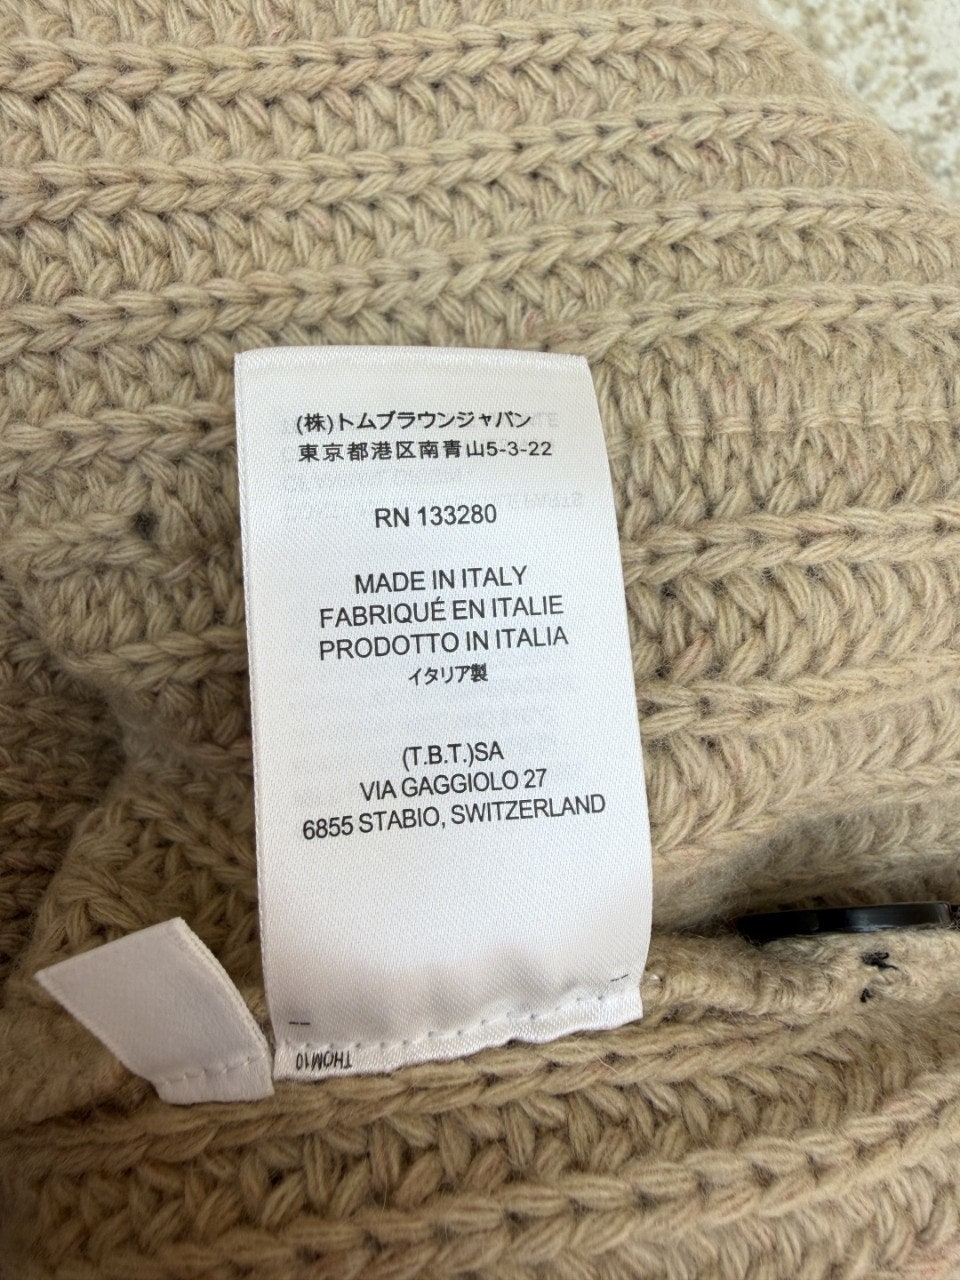 (株)トムブラウンジャパン
東京都港区南青山5-3-22
RN 133280
MADE IN ITALY
FABRIQUÉ EN ITALIE
PRODOTTO IN ITALIA
イタリア製
(T.B.T.)SA
VIA GAGGIOLO 27
6855 STABIO, SWITZERLAND
THOM10